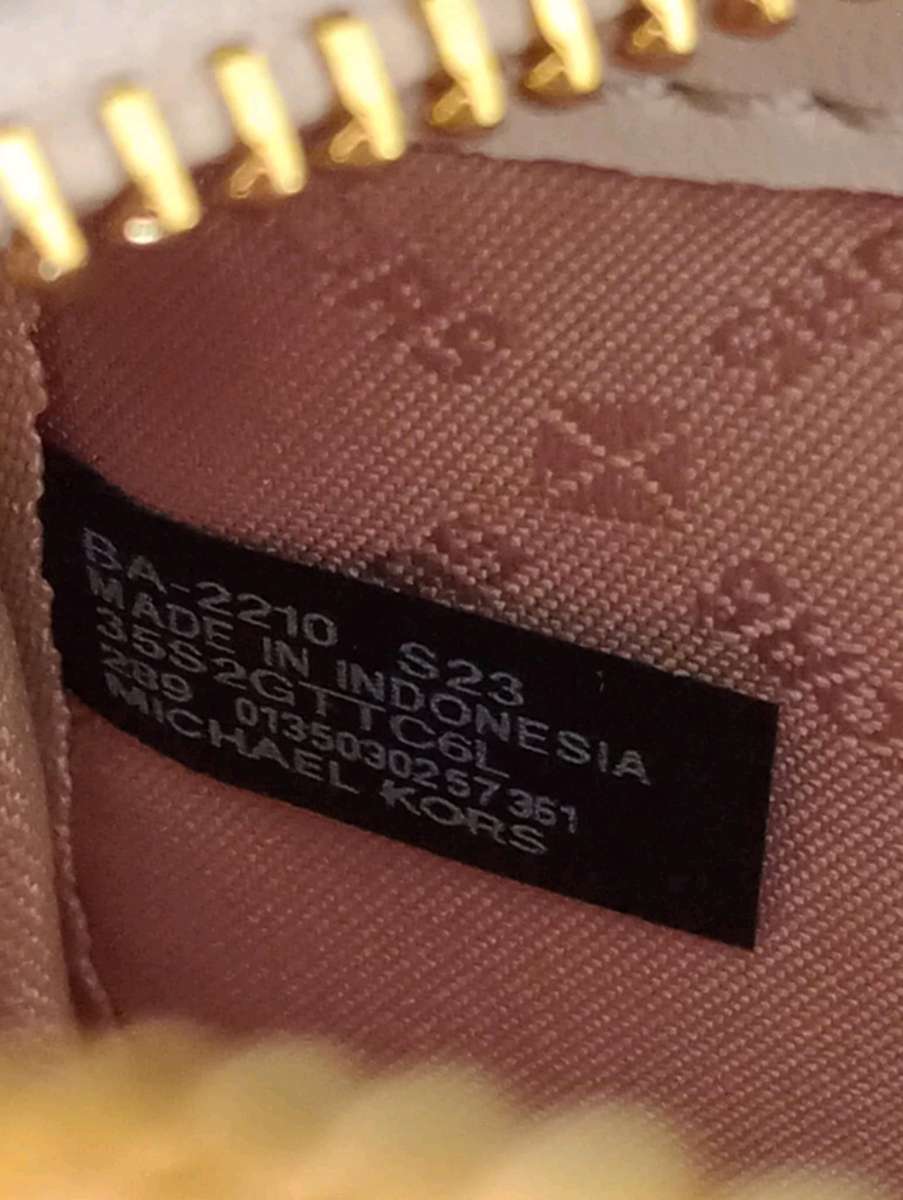 BA-2210 S23
MADE IN INDONESIA
35S2GTTC6L
289 0135030257361
MICHAEL KORS